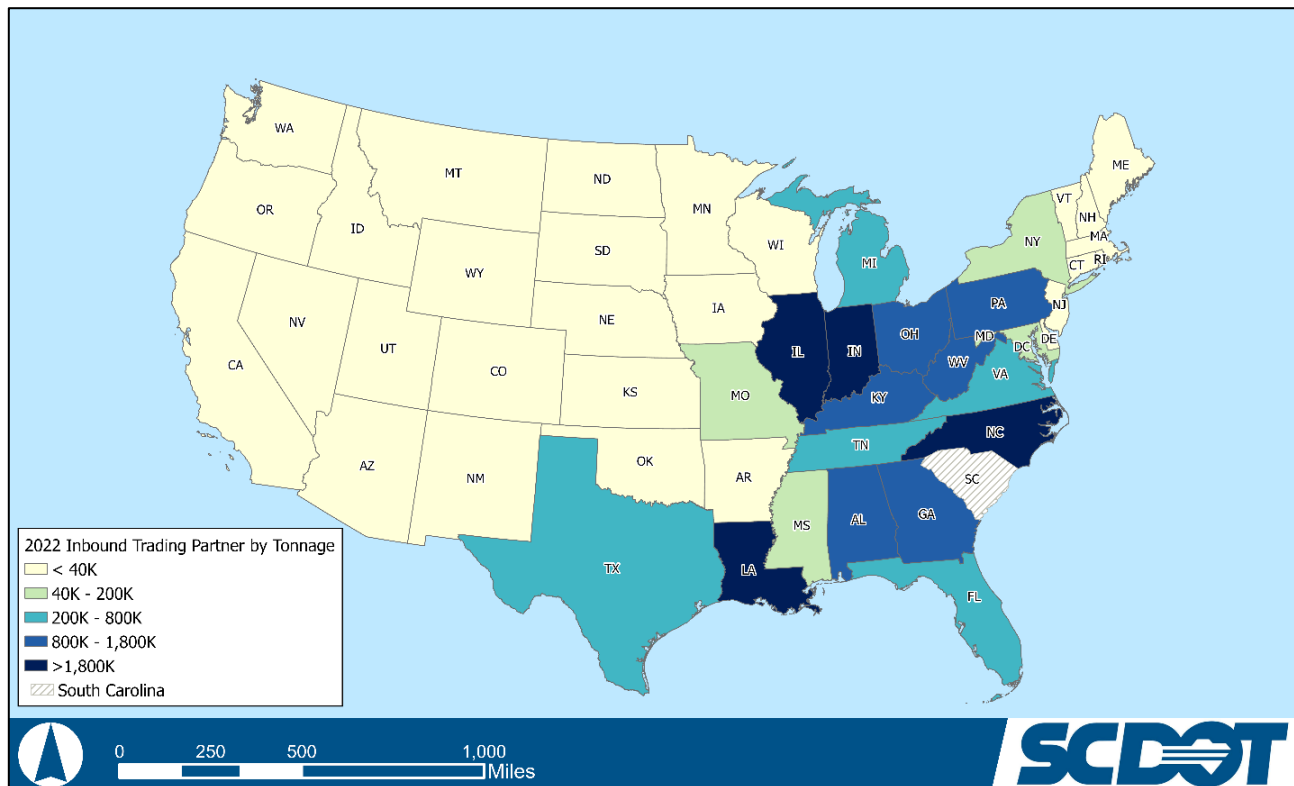 WA
MT
ND
MN
ME
OR
ID
SD
WI
VT
NH
NY
MA
CT
RI
WY
MI
IA
NE
PA
NJ
NV
UT
IL
IN
OH
MD
DE
DC
CA
CO
WV
VA
KS
MO
KY
AZ
NM
OK
TN
NC
AR
SC
MS
AL
GA
TX
LA
FL
2022 Inbound Trading Partner by Tonnage
< 40K
40K - 200K
200K - 800K
800K - 1,800K
>1,800K
South Carolina
0 250 500 1,000
Miles
SCDOT